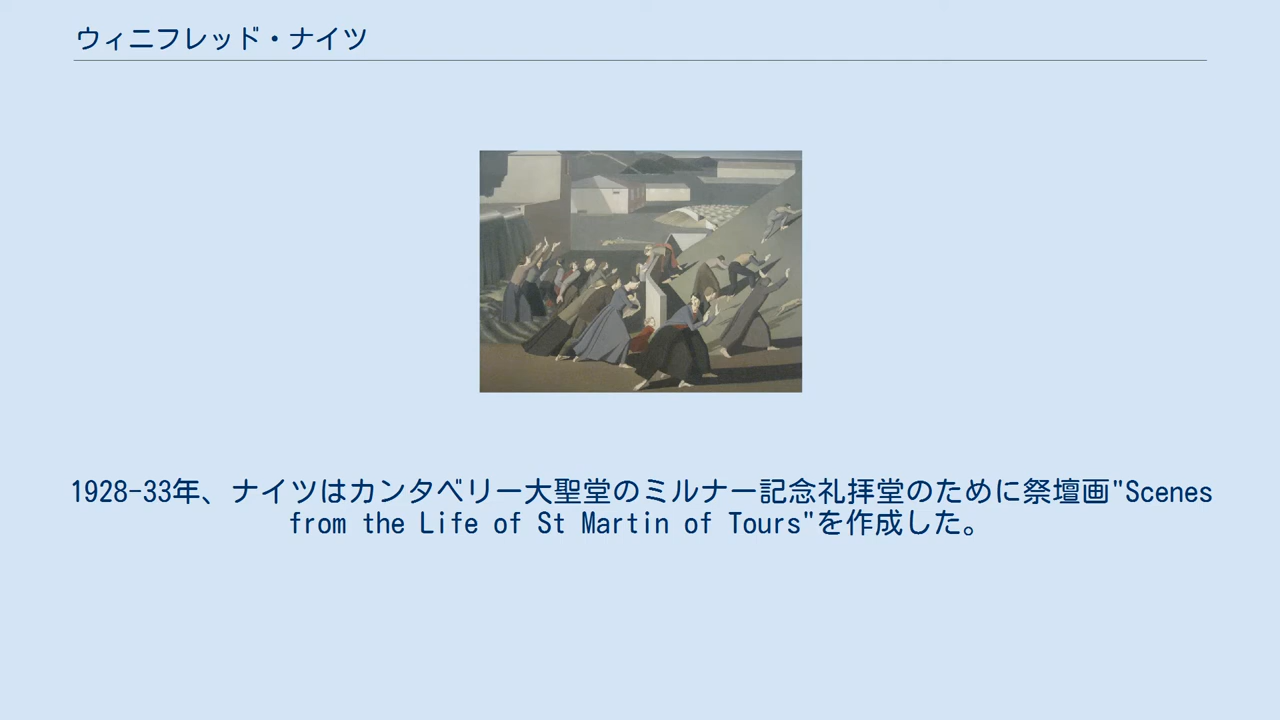 ウィニフレッド・ナイツ
1928-33年、ナイツはカンタベリー大聖堂のミルナー記念礼拝堂のために祭壇画"Scenes
from the Life of St Martin of Tours"を作成した。